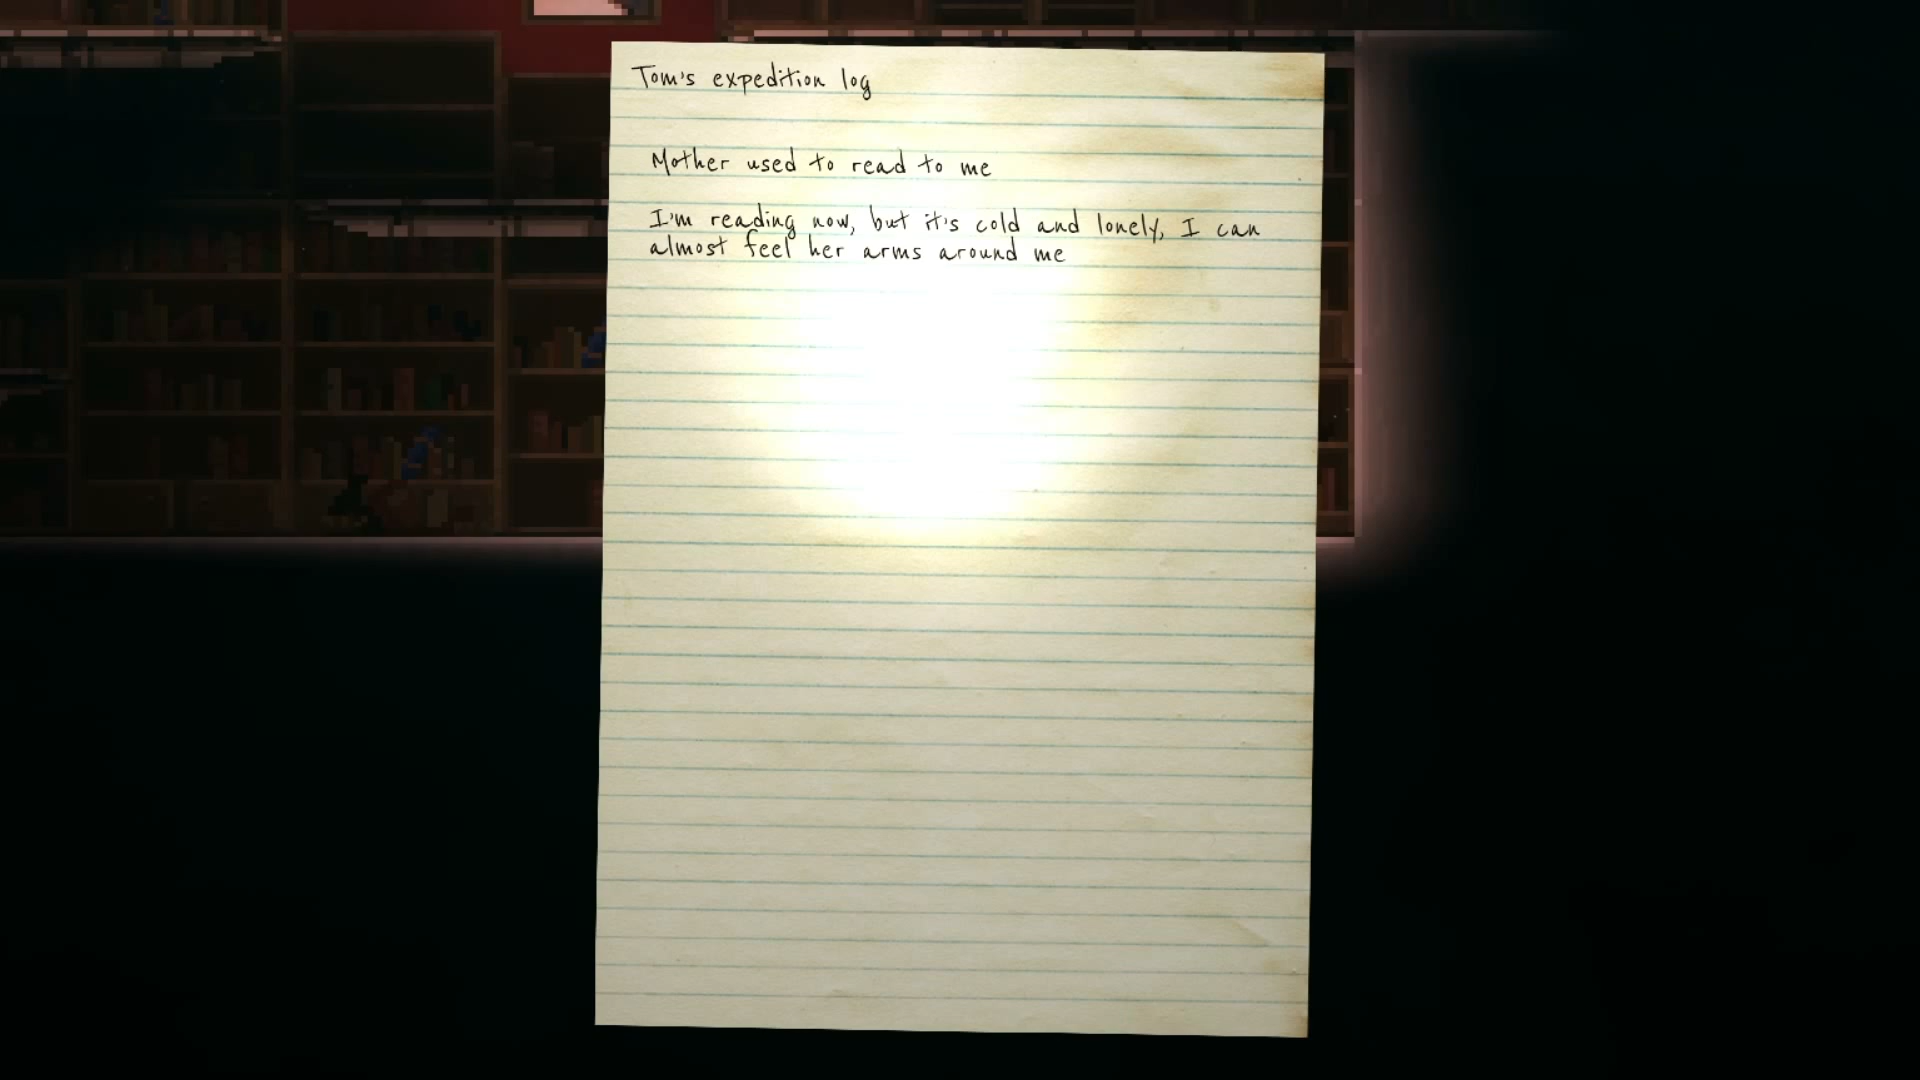 Tom's expedition log
Mother used to read to me
I'm reading now, but it's cold and lonely, I can
almost feel her arms around me